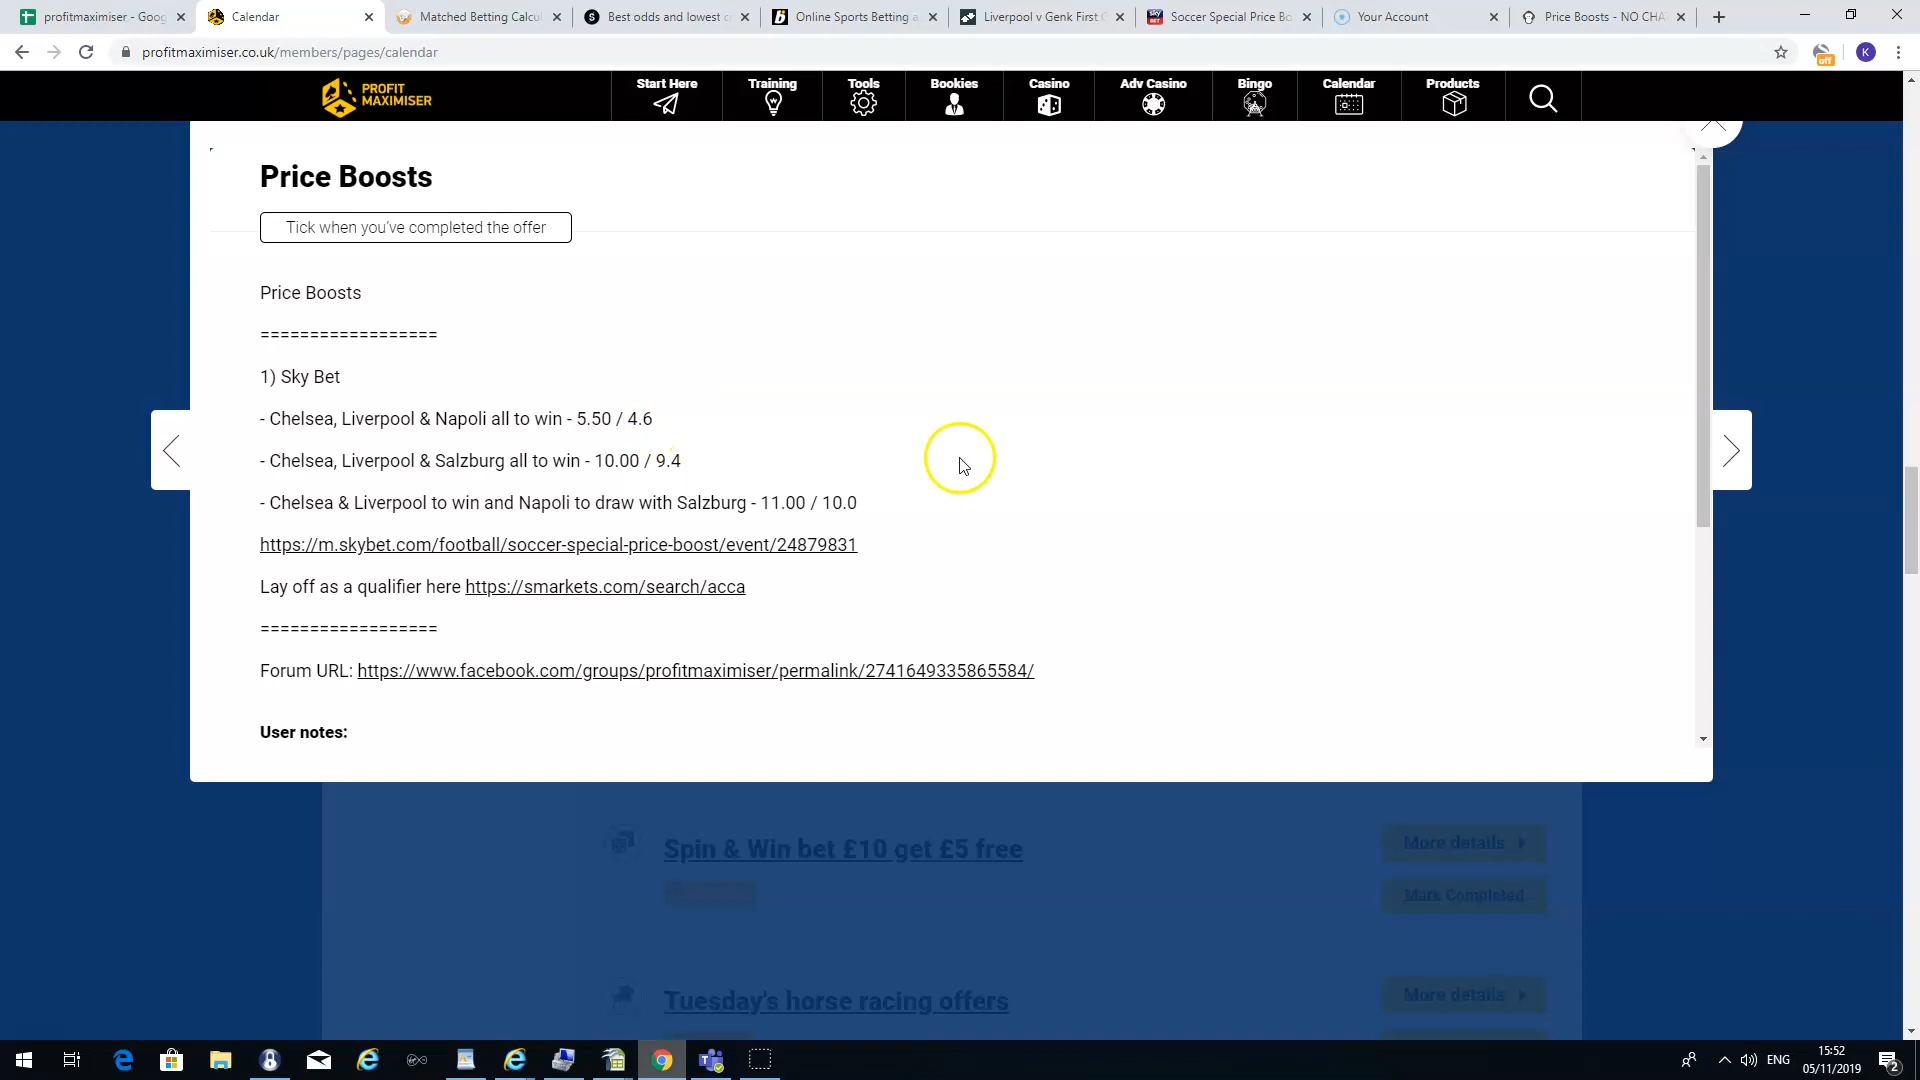 profitmaximiser - Goog
Calendar
Matched Betting Calcu
Best odds and lowest c
Online Sports Betting a
Liverpool v Genk First G
Soccer Special Price Bo
Your Account
Price Boosts - NO CHA
profitmaximiser.co.uk/members/pages/calendar
off
K
PROFIT
MAXIMISER
Start Here
Training
Tools
Bookies
Casino
Adv Casino
Bingo
Calendar
Products
Price Boosts
Tick when you've completed the offer
Price Boosts
==================
1) Sky Bet
- Chelsea, Liverpool & Napoli all to win - 5.50 / 4.6
- Chelsea, Liverpool & Salzburg all to win - 10.00 / 9.4
- Chelsea & Liverpool to win and Napoli to draw with Salzburg - 11.00 / 10.0
https://m.skybet.com/football/soccer-special-price-boost/event/24879831
Lay off as a qualifier here https://smarkets.com/search/acca
==================
Forum URL: https://www.facebook.com/groups/profitmaximiser/permalink/2741649335865584/
User notes:
Spin & Win bet £10 get £5 free
More details
Mark Completed
Tuesday's horse racing offers
More details
ENG
15:52
05/11/2019
2